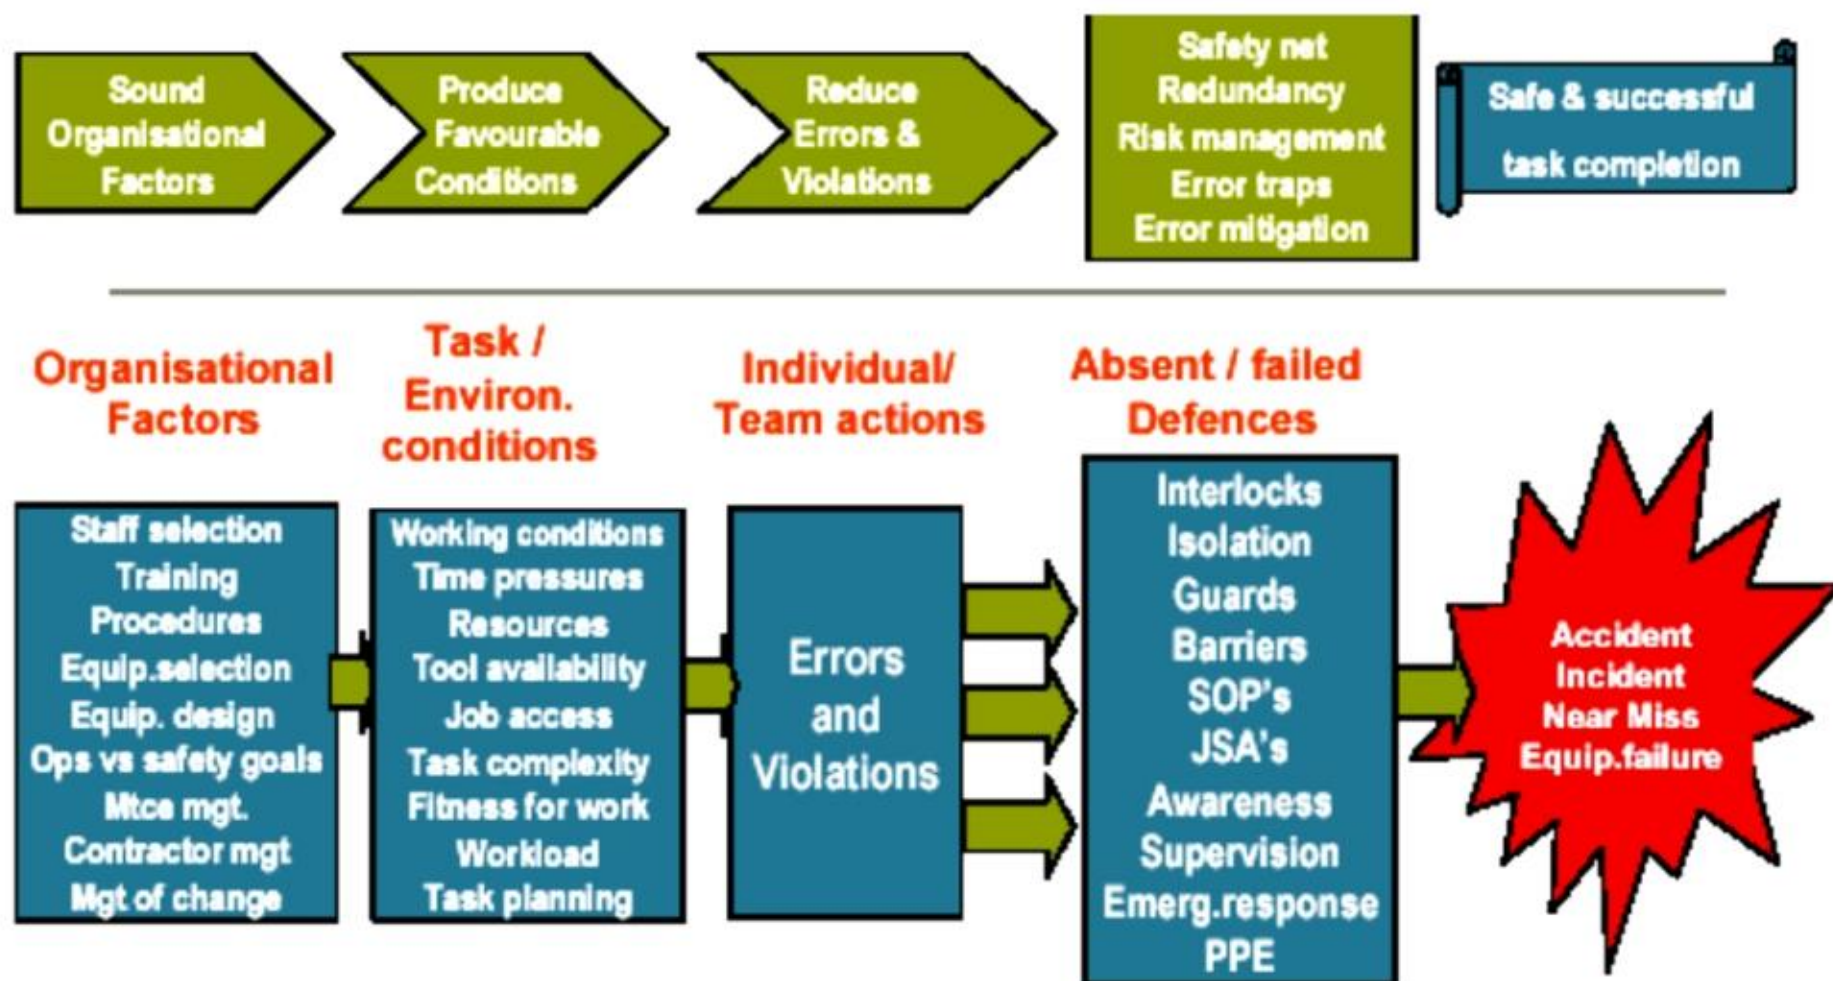 Sound
Organisational
Factors
Produce
Favourable
Conditions
Reduce
Errors &
Violations
Safety net
Redundancy
Risk management
Error traps
Error mitigation
Safe & successful
task completion
Organisational
Factors
Task /
Environ.
conditions
Individual/
Team actions
Absent / failed
Defences
Staff selection
Training
Procedures
Equip.selection
Equip. design
Ops vs safety goals
Mtce mgt.
Contractor mgt
Mgt of change
Working conditions
Time pressures
Resources
Tool availability
Job access
Task complexity
Fitness for work
Workload
Task planning
Errors
and
Violations
Interlocks
Isolation
Guards
Barriers
SOP's
JSA's
Awareness
Supervision
Emerg.response
PPE
Accident
Incident
Near Miss
Equip.failure